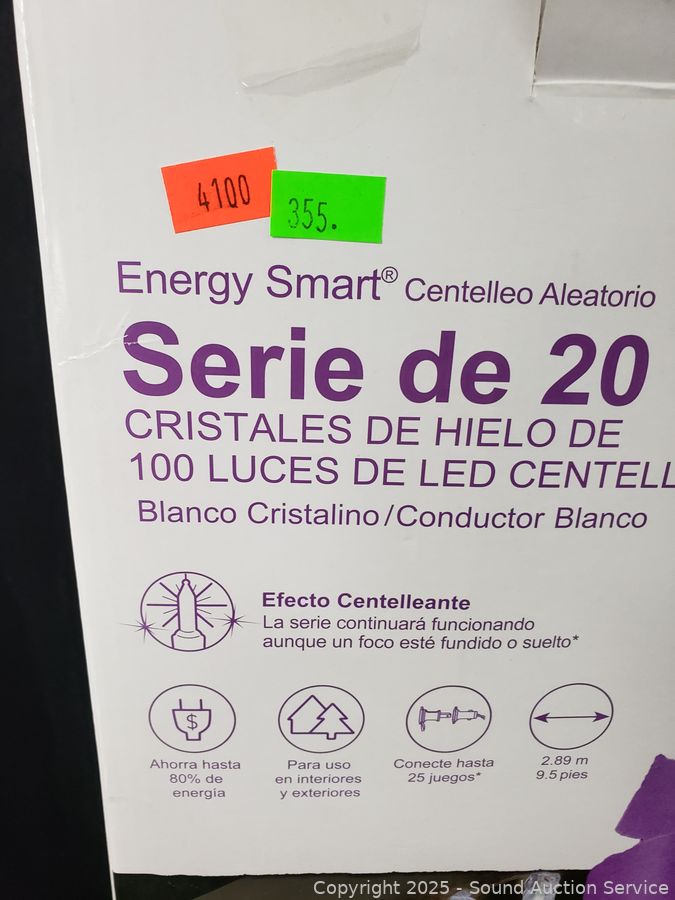 4100
355.
Energy Smart® Centelleo Aleatorio
Serie de 20
CRISTALES DE HIELO DE
100 LUCES DE LED CENTELL
Blanco Cristalino/Conductor Blanco
Efecto Centelleante
La serie continuará funcionando
aunque un foco esté fundido o suelto*
$
Ahorra hasta
80% de
energía
Para uso
en interiores
y exteriores
Conecte hasta
25 juegos*
2.89 m
9.5 pies
Copyright 2025 - Sound Auction Service